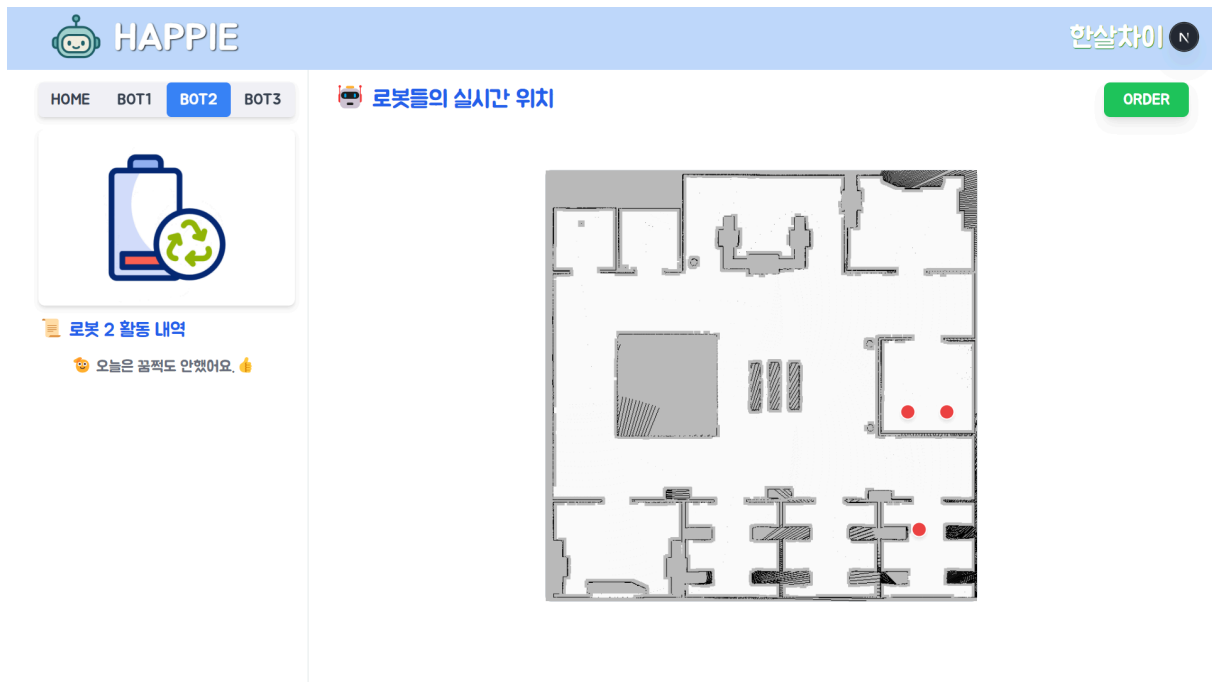 HAPPIE
한살차이 N
HOME BOT1 BOT2 BOT3
로봇들의 실시간 위치
ORDER
로봇 2 활동 내역
오늘은 꿈쩍도 안했어요.